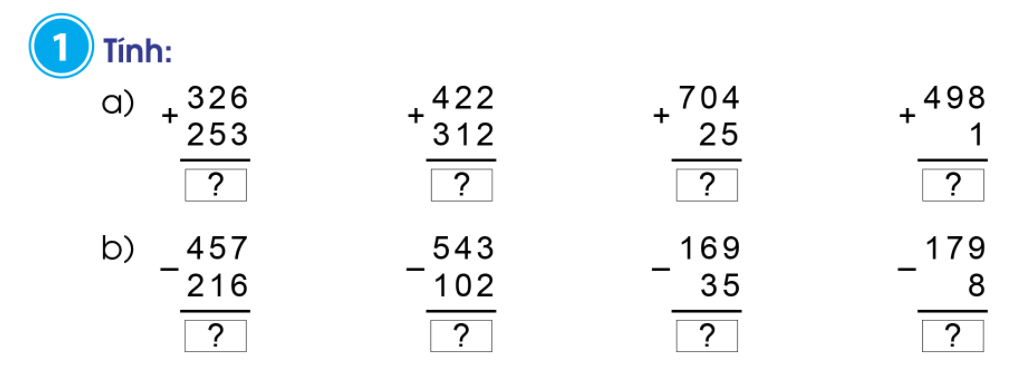 1 Tính:
a) + 326 + 422 + 704 + 498
253 312 25 1
? ? ? ?
b) − 457 − 543 − 169 − 179
216 102 35 8
? ? ? ?